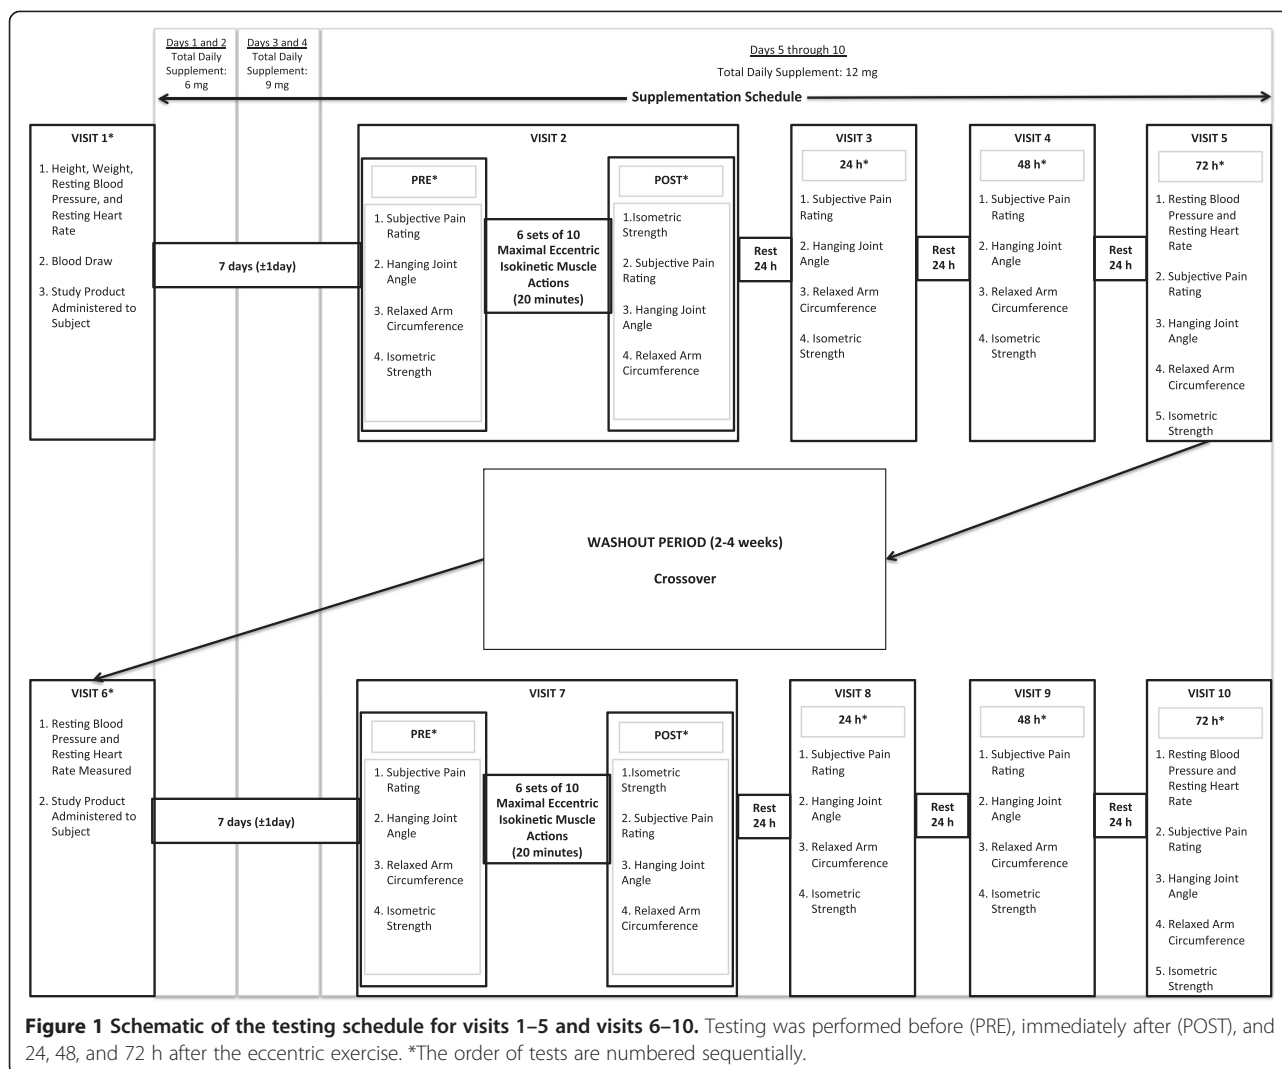 Days 1 and 2
Total Daily
Supplement:
6 mg
Days 3 and 4
Total Daily
Supplement:
9 mg
Days 5 through 10
Total Daily Supplement: 12 mg
Supplementation Schedule
VISIT 1*
1. Height, Weight,
Resting Blood
Pressure, and
Resting Heart
Rate
2. Blood Draw
3. Study Product
Administered to
Subject
7 days (±1day)
VISIT 2
PRE*
1. Subjective Pain
Rating
2. Hanging Joint
Angle
3. Relaxed Arm
Circumference
4. Isometric
Strength
6 sets of 10
Maximal Eccentric
Isokinetic Muscle
Actions
(20 minutes)
POST*
1.Isometric
Strength
2. Subjective Pain
Rating
3. Hanging Joint
Angle
4. Relaxed Arm
Circumference
Rest
24 h
VISIT 3
24 h*
1. Subjective Pain
Rating
2. Hanging Joint
Angle
3. Relaxed Arm
Circumference
4. Isometric
Strength
Rest
24 h
VISIT 4
48 h*
1. Subjective Pain
Rating
2. Hanging Joint
Angle
3. Relaxed Arm
Circumference
4. Isometric
Strength
Rest
24 h
VISIT 5
72 h*
1. Resting Blood
Pressure and
Resting Heart
Rate
2. Subjective Pain
Rating
3. Hanging Joint
Angle
4. Relaxed Arm
Circumference
5. Isometric
Strength
WASHOUT PERIOD (2-4 weeks)
Crossover
VISIT 6*
1. Resting Blood
Pressure and
Resting Heart
Rate Measured
2. Study Product
Administered to
Subject
7 days (±1day)
VISIT 7
PRE*
1. Subjective Pain
Rating
2. Hanging Joint
Angle
3. Relaxed Arm
Circumference
4. Isometric
Strength
6 sets of 10
Maximal Eccentric
Isokinetic Muscle
Actions
(20 minutes)
POST*
1.Isometric
Strength
2. Subjective Pain
Rating
3. Hanging Joint
Angle
4. Relaxed Arm
Circumference
Rest
24 h
VISIT 8
24 h*
1. Subjective Pain
Rating
2. Hanging Joint
Angle
3. Relaxed Arm
Circumference
4. Isometric
Strength
Rest
24 h
VISIT 9
48 h*
1. Subjective Pain
Rating
2. Hanging Joint
Angle
3. Relaxed Arm
Circumference
4. Isometric
Strength
Rest
24 h
VISIT 10
72 h*
1. Resting Blood
Pressure and
Resting Heart
Rate
2. Subjective Pain
Rating
3. Hanging Joint
Angle
4. Relaxed Arm
Circumference
5. Isometric
Strength
Figure 1 Schematic of the testing schedule for visits 1–5 and visits 6–10. Testing was performed before (PRE), immediately after (POST), and
24, 48, and 72 h after the eccentric exercise. *The order of tests are numbered sequentially.